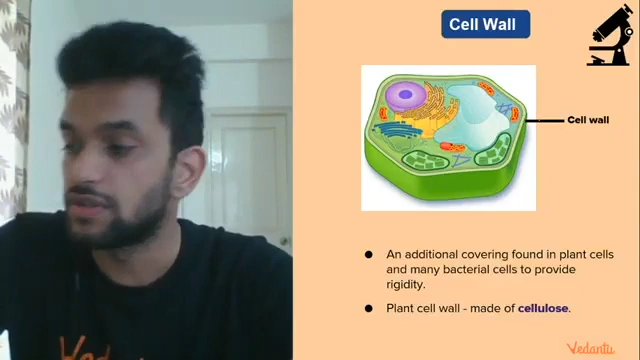 Cell Wall
Cell wall
● An additional covering found in plant cells
and many bacterial cells to provide
rigidity.
● Plant cell wall - made of cellulose.
Vedantu